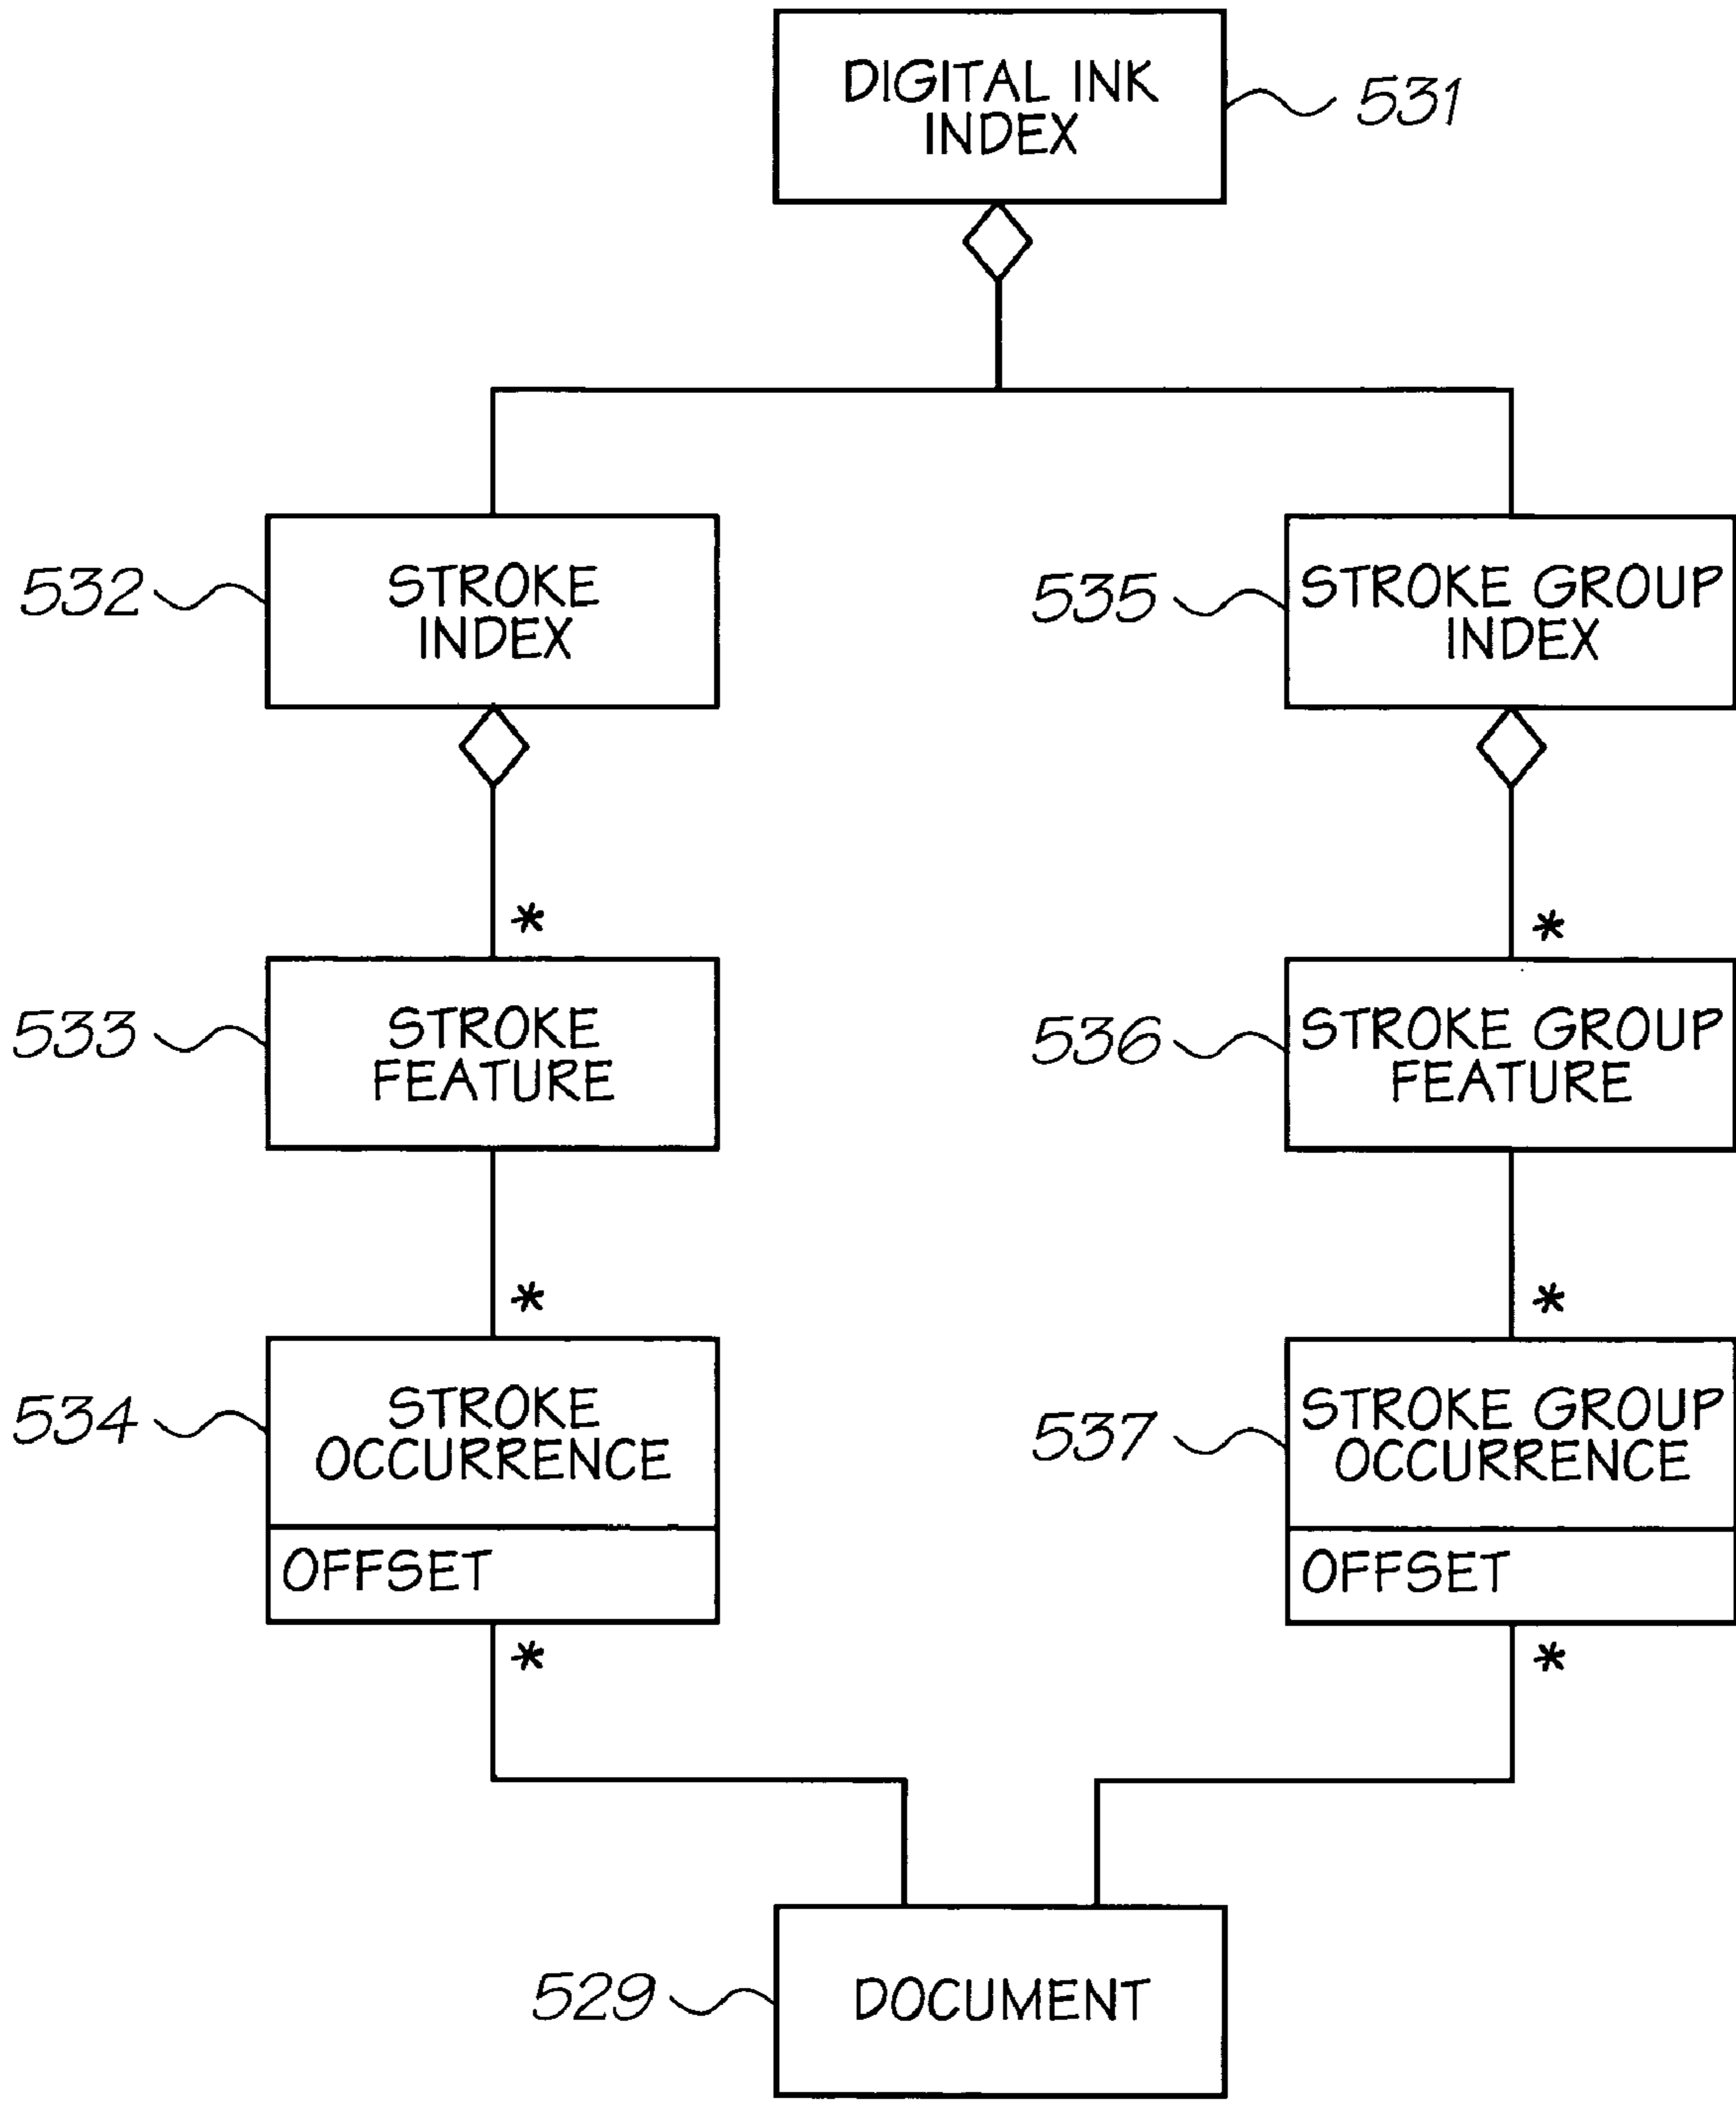 DIGITAL INK
INDEX
531
532
STROKE
INDEX
535
STROKE GROUP
INDEX
*
*
533
STROKE
FEATURE
536
STROKE GROUP
FEATURE
*
*
534
STROKE
OCCURRENCE
OFFSET
537
STROKE GROUP
OCCURRENCE
OFFSET
*
*
529
DOCUMENT